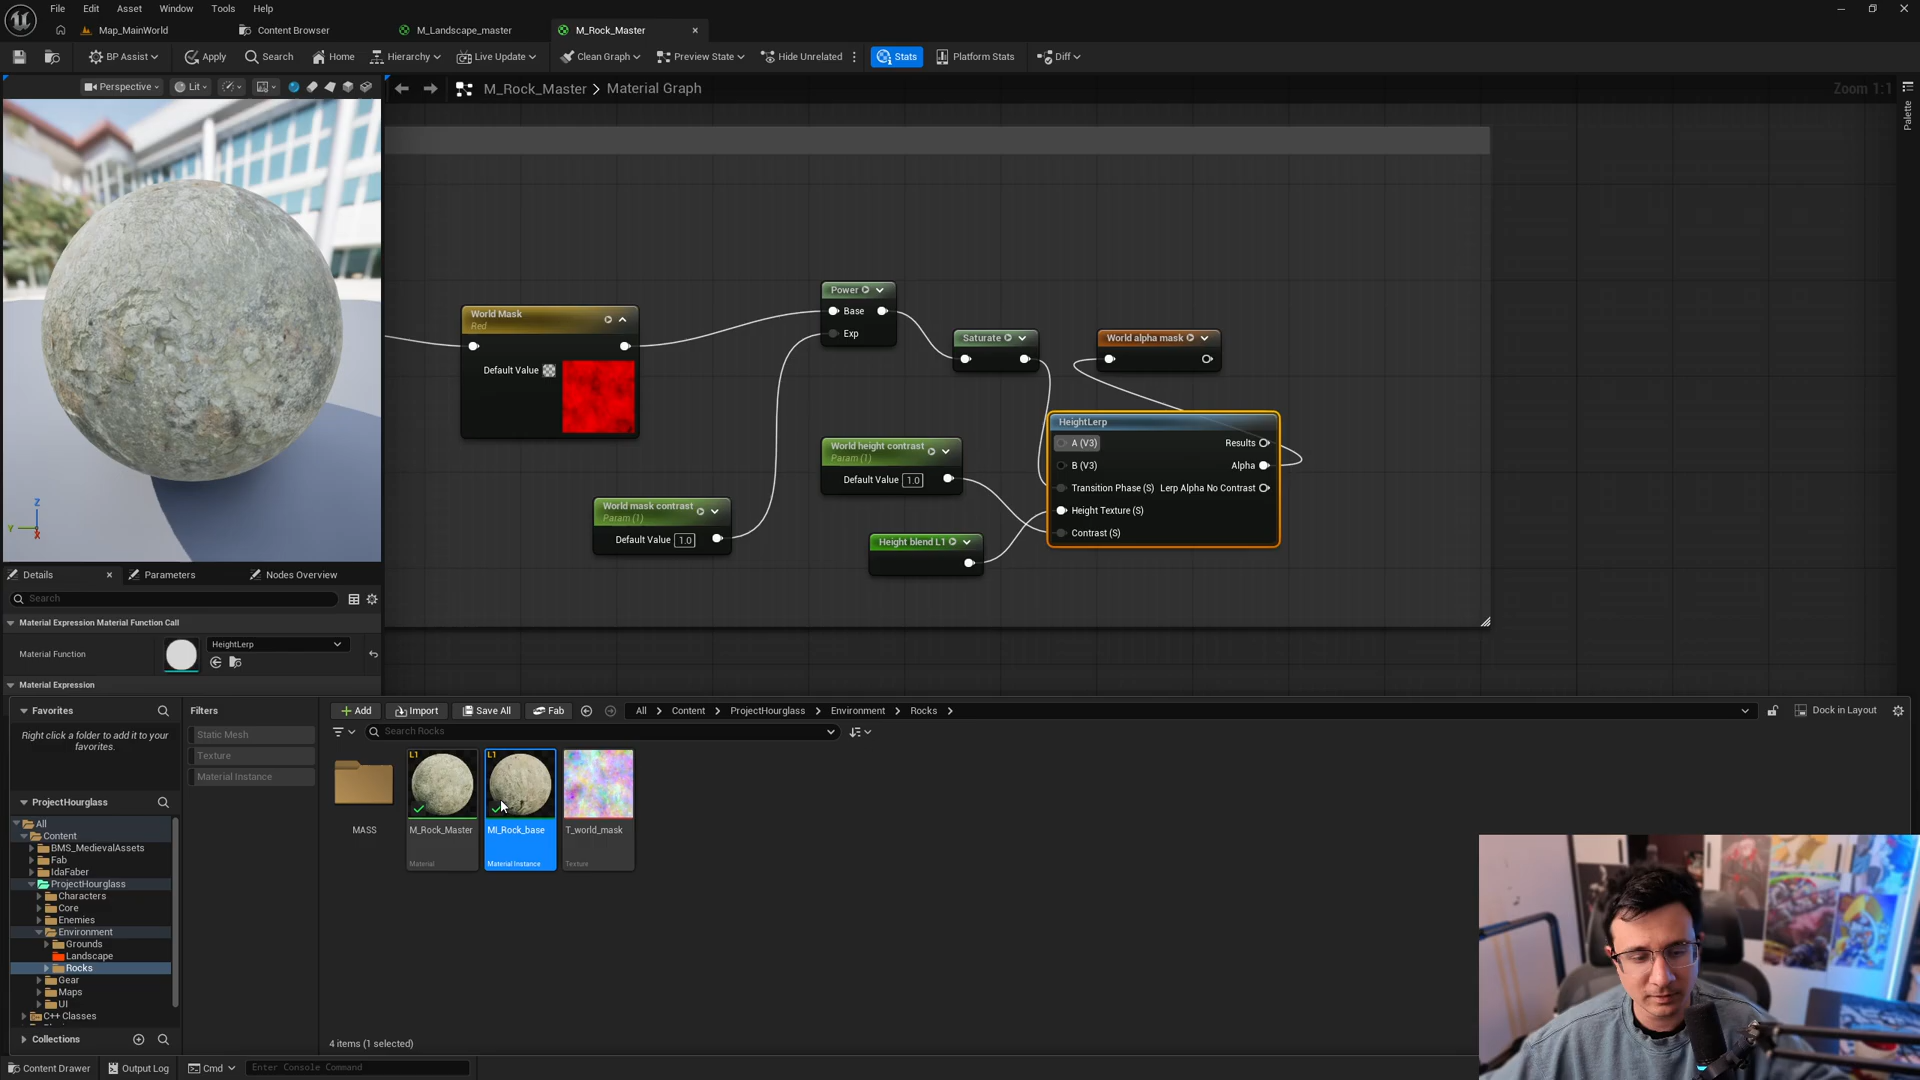 File Edit Asset Window Tools Help
Map_MainWorld
Content Browser
M_Landscape_master
M_Rock_Master
BP Assist
Apply
Search
Home
Hierarchy
Live Update
Clean Graph
Preview State
Hide Unrelated
Stats
Platform Stats
Diff
Perspective
Lit
M_Rock_Master > Material Graph
Zoom 1:1
Palette
World Mask
Red
Default Value
Power
Base
Exp
Saturate
World alpha mask
World height contrast
Param (1)
Default Value 1.0
World mask contrast
Param (1)
Default Value 1.0
Height blend L1
HeightLerp
A (V3) Results
B (V3) Alpha
Transition Phase (S) Lerp Alpha No Contrast
Height Texture (S)
Contrast (S)
Z
Y
X
Details
Parameters
Nodes Overview
Search
Material Expression Material Function Call
Material Function
HeightLerp
Material Expression
Favorites
Right click a folder to add it to your
favorites.
Filters
Static Mesh
Texture
Material Instance
Add
Import
Save All
Fab
All > Content > ProjectHourglass > Environment > Rocks >
Dock in Layout
Search Rocks
MASS
L1
M_Rock_Master
Material
L1
MI_Rock_base
Material Instance
T_world_mask
Texture
ProjectHourglass
All
Content
BMS_MedievalAssets
Fab
IdaFaber
ProjectHourglass
Characters
Core
Enemies
Environment
Grounds
Landscape
Rocks
Gear
Maps
UI
C++ Classes
Collections
4 items (1 selected)
Content Drawer
Output Log
Cmd
Enter Console Command